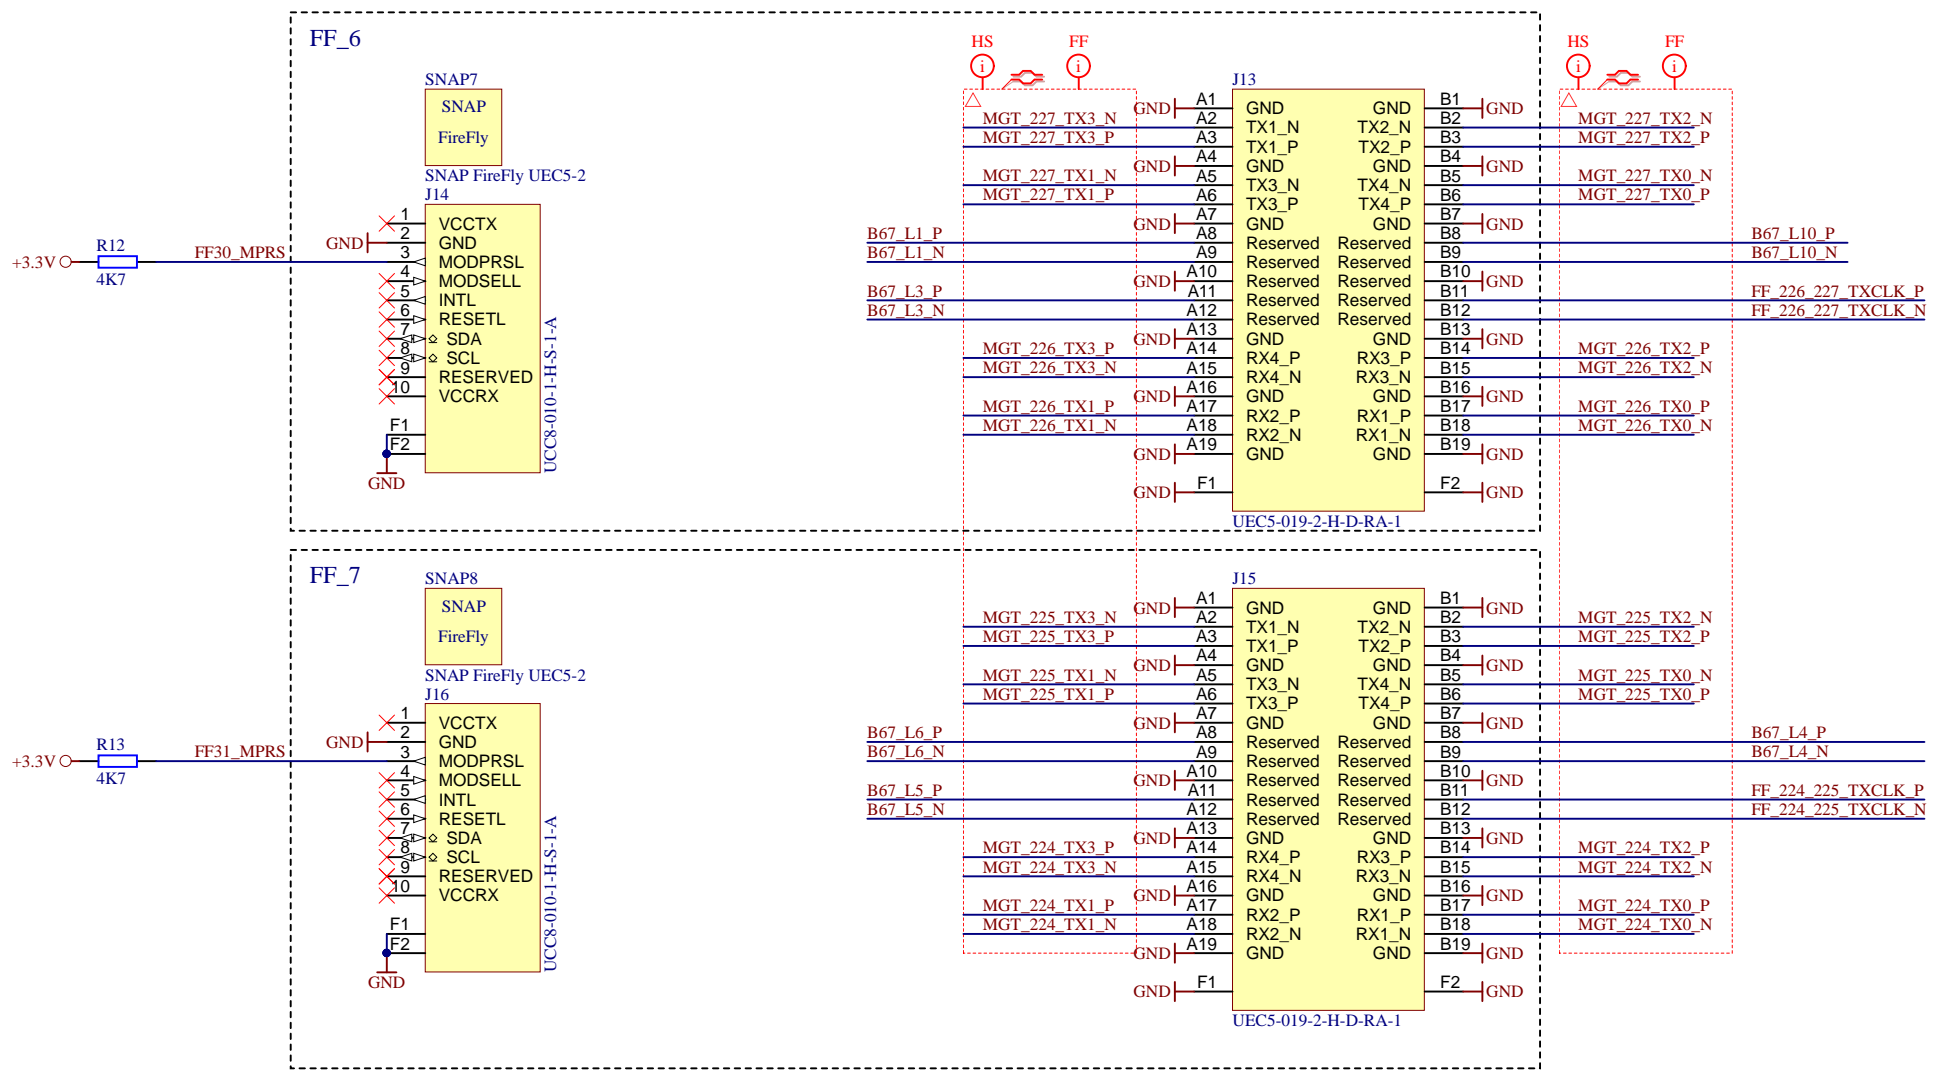 FF_6
SNAP7
SNAP
FireFly
SNAP FireFly UEC5-2
J14
1 VCCTX
GND 2 GND
+3.3V R12 4K7 FF30_MPRS 3 MODPRSL
4 MODSELL
5 INTL
6 RESETL
7 SDA
8 SCL
9 RESERVED
10 VCCRX
F1
F2
GND
UCC8-010-1-H-S-1-A
HS FF
i i
HS FF
i i
J13
GND A1 GND GND B1 GND
MGT_227_TX3_N A2 TX1_N TX2_N B2 MGT_227_TX2_N
MGT_227_TX3_P A3 TX1_P TX2_P B3 MGT_227_TX2_P
GND A4 GND GND B4 GND
MGT_227_TX1_N A5 TX3_N TX4_N B5 MGT_227_TX0_N
MGT_227_TX1_P A6 TX3_P TX4_P B6 MGT_227_TX0_P
GND A7 GND GND B7 GND
B67_L1_P A8 Reserved Reserved B8 B67_L10_P
B67_L1_N A9 Reserved Reserved B9 B67_L10_N
GND A10 Reserved Reserved B10 GND
B67_L3_P A11 Reserved Reserved B11 FF_226_227_TXCLK_P
B67_L3_N A12 Reserved Reserved B12 FF_226_227_TXCLK_N
GND A13 GND GND B13 GND
MGT_226_TX3_P A14 RX4_P RX3_P B14 MGT_226_TX2_P
MGT_226_TX3_N A15 RX4_N RX3_N B15 MGT_226_TX2_N
GND A16 GND GND B16 GND
MGT_226_TX1_P A17 RX2_P RX1_P B17 MGT_226_TX0_P
MGT_226_TX1_N A18 RX2_N RX1_N B18 MGT_226_TX0_N
GND A19 GND GND B19 GND
GND F1 F2 GND
UEC5-019-2-H-D-RA-1
FF_7
SNAP8
SNAP
FireFly
SNAP FireFly UEC5-2
J16
1 VCCTX
GND 2 GND
+3.3V R13 4K7 FF31_MPRS 3 MODPRSL
4 MODSELL
5 INTL
6 RESETL
7 SDA
8 SCL
9 RESERVED
10 VCCRX
F1
F2
GND
UCC8-010-1-H-S-1-A
J15
GND A1 GND GND B1 GND
MGT_225_TX3_N A2 TX1_N TX2_N B2 MGT_225_TX2_N
MGT_225_TX3_P A3 TX1_P TX2_P B3 MGT_225_TX2_P
GND A4 GND GND B4 GND
MGT_225_TX1_N A5 TX3_N TX4_N B5 MGT_225_TX0_N
MGT_225_TX1_P A6 TX3_P TX4_P B6 MGT_225_TX0_P
GND A7 GND GND B7 GND
B67_L6_P A8 Reserved Reserved B8 B67_L4_P
B67_L6_N A9 Reserved Reserved B9 B67_L4_N
GND A10 Reserved Reserved B10 GND
B67_L5_P A11 Reserved Reserved B11 FF_224_225_TXCLK_P
B67_L5_N A12 Reserved Reserved B12 FF_224_225_TXCLK_N
GND A13 GND GND B13 GND
MGT_224_TX3_P A14 RX4_P RX3_P B14 MGT_224_TX2_P
MGT_224_TX3_N A15 RX4_N RX3_N B15 MGT_224_TX2_N
GND A16 GND GND B16 GND
MGT_224_TX1_P A17 RX2_P RX1_P B17 MGT_224_TX0_P
MGT_224_TX1_N A18 RX2_N RX1_N B18 MGT_224_TX0_N
GND A19 GND GND B19 GND
GND F1 F2 GND
UEC5-019-2-H-D-RA-1